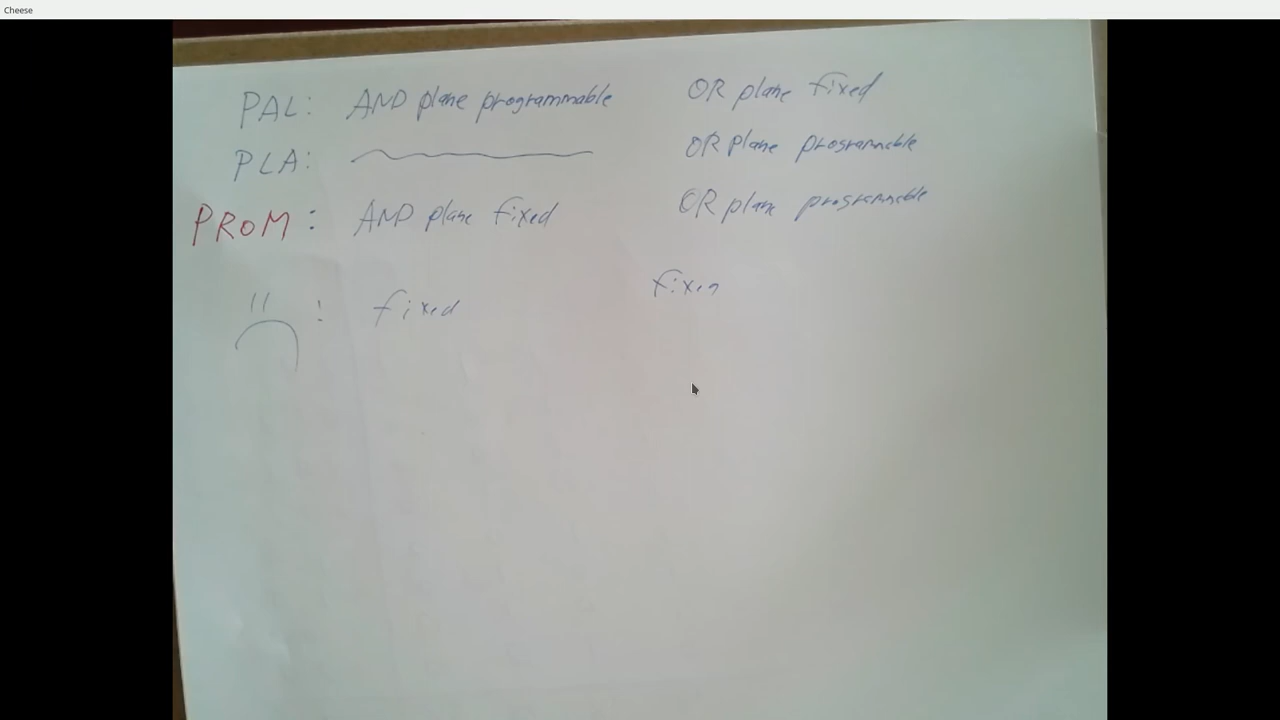 Cheese
PAL: AND plane programmable OR plane fixed
PLA: OR plane programmable
PROM: AND plane fixed OR plane programmable
: fixed fixed